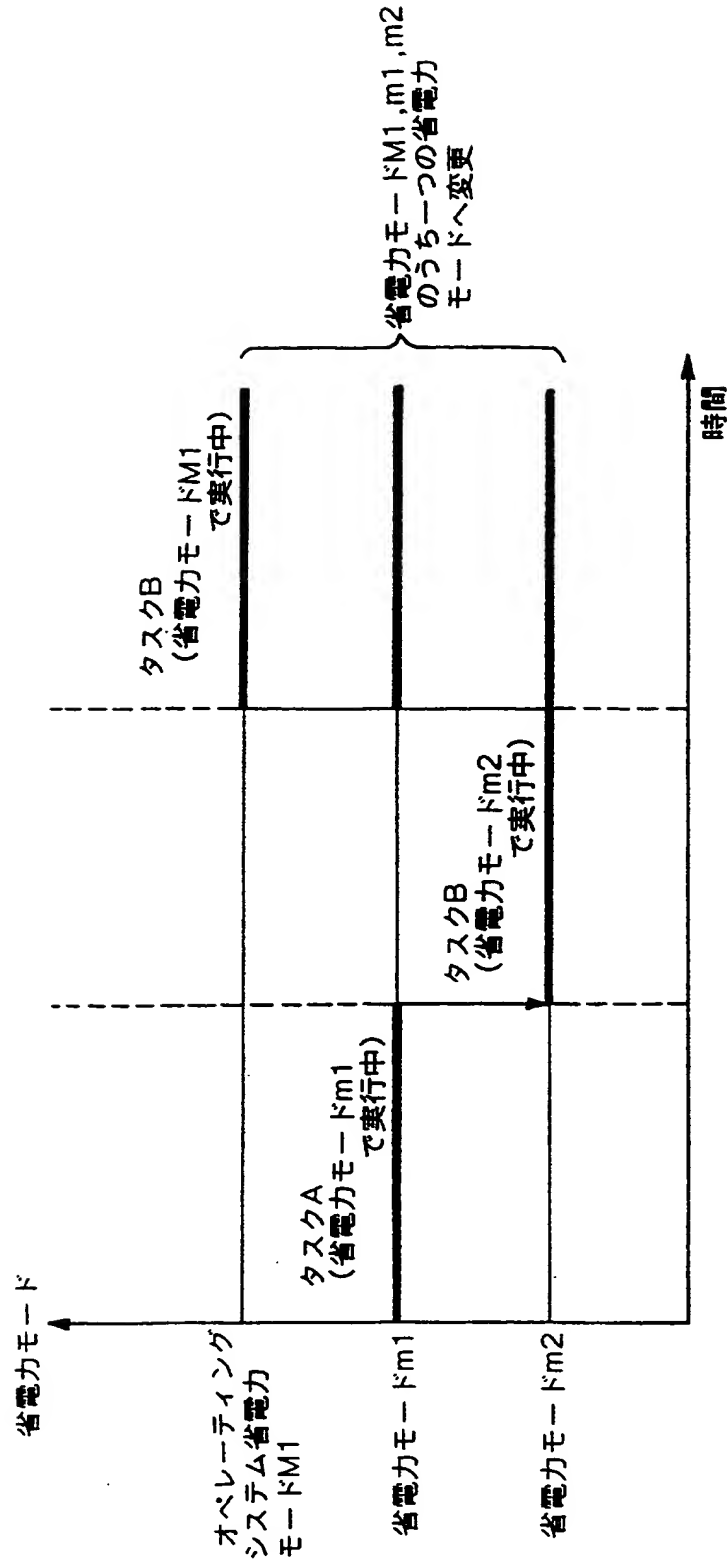 省電力モード
オペレーティング
システム省電力
モードM1
省電力モードm1
省電力モードm2
タスクA
(省電力モードm1
で実行中)
タスクB
(省電力モードm2
で実行中)
タスクB
(省電力モードM1
で実行中)
省電力モードM1,m1,m2
のうち一つの省電力
モードへ変更
時間